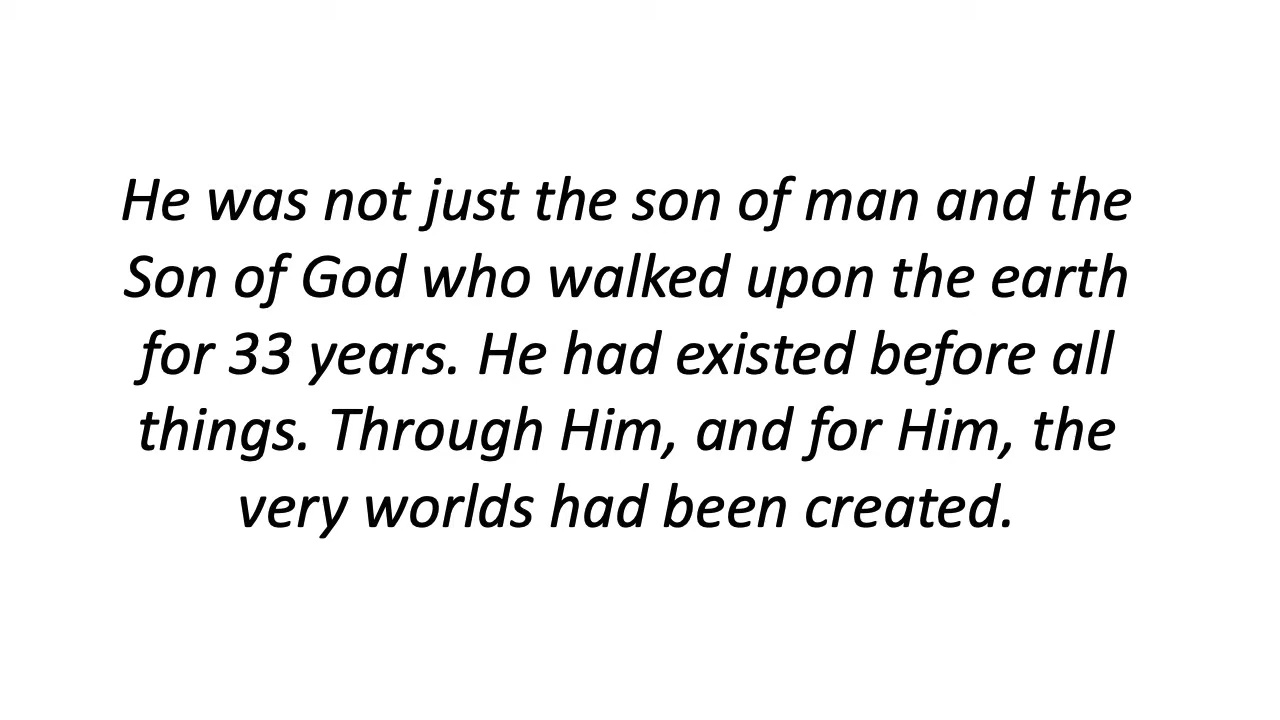 He was not just the son of man and the
Son of God who walked upon the earth
for 33 years. He had existed before all
things. Through Him, and for Him, the
very worlds had been created.